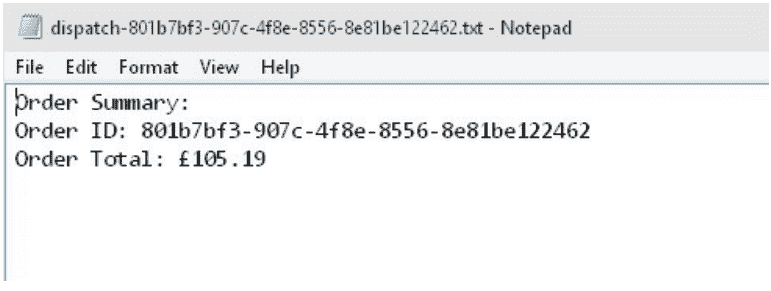 dispatch-801b7bf3-907c-4f8e-8556-8e81be122462.txt - Notepad
File Edit Format View Help
Order Summary:
Order ID: 801b7bf3-907c-4f8e-8556-8e81be122462
Order Total: £105.19